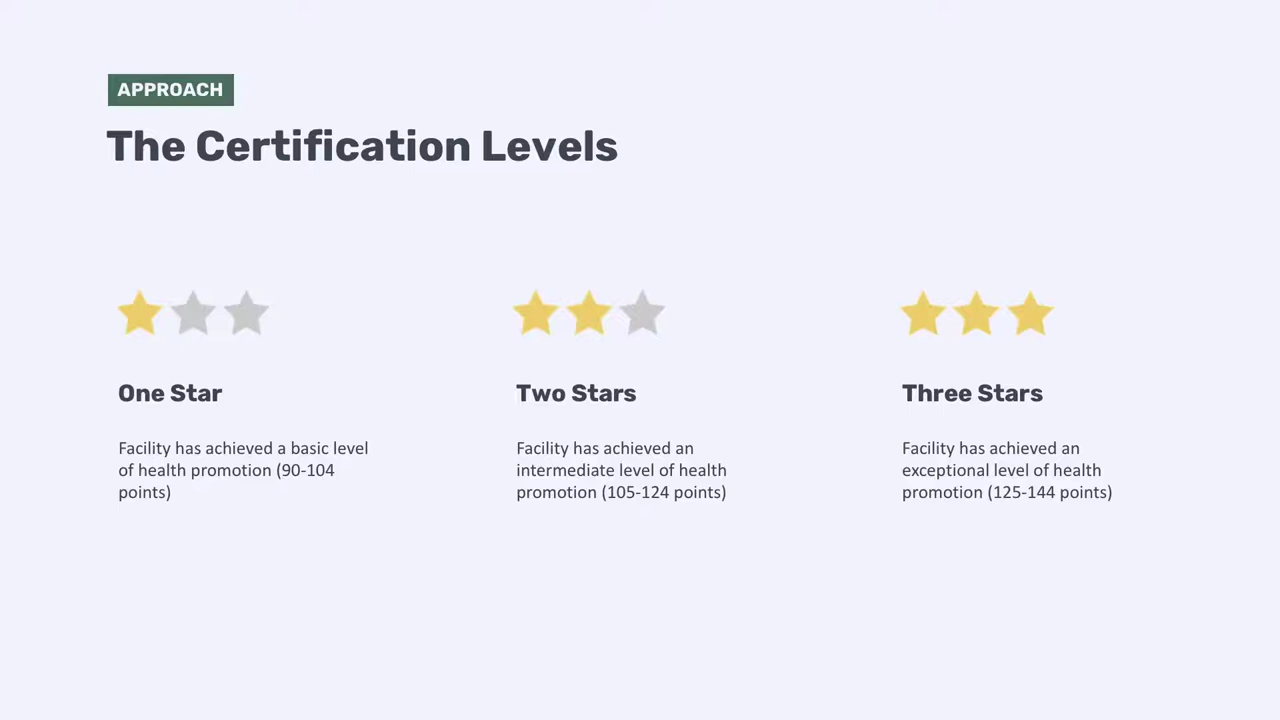 APPROACH
The Certification Levels
One Star
Facility has achieved a basic level
of health promotion (90-104
points)
Two Stars
Facility has achieved an
intermediate level of health
promotion (105-124 points)
Three Stars
Facility has achieved an
exceptional level of health
promotion (125-144 points)